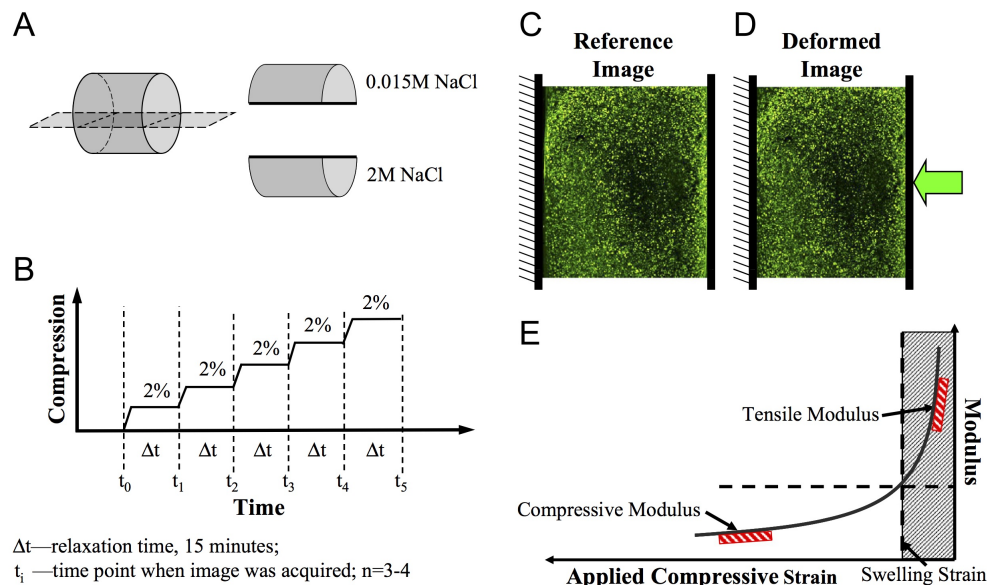 A
0.015M NaCl
2M NaCl
B
Compression
2%
2%
2%
2%
2%
Δt
Δt
Δt
Δt
Δt
t0
t1
t2
t3
t4
t5
Time
Δt—relaxation time, 15 minutes;
ti —time point when image was acquired; n=3-4
C
Reference
Image
D
Deformed
Image
E
Tensile Modulus
Modulus
Compressive Modulus
Applied Compressive Strain
Swelling Strain